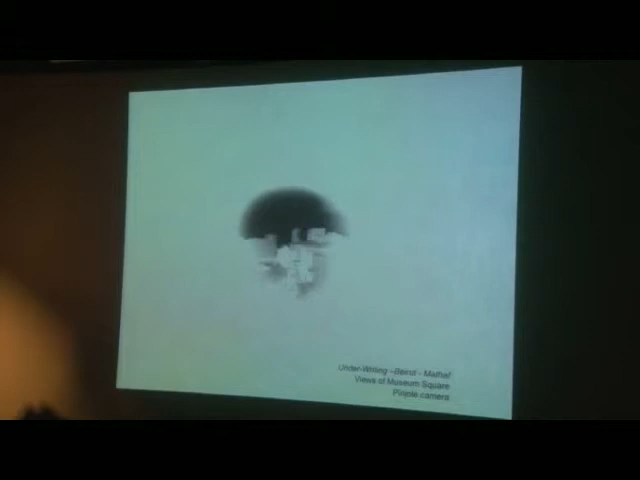 Under-Writing -Beirut - Mathaf
Views of Museum Square
Pinhole camera